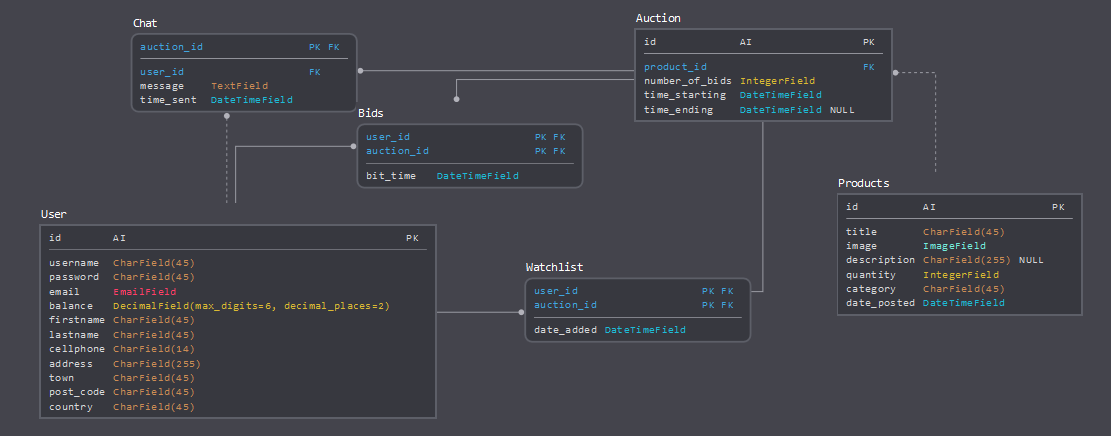 Chat
auction_id PK FK
user_id FK
message TextField
time_sent DateTimeField
Auction
id AI PK
product_id FK
number_of_bids IntegerField
time_starting DateTimeField
time_ending DateTimeField NULL
Bids
user_id PK FK
auction_id PK FK
bit_time DateTimeField
Products
id AI PK
title CharField(45)
image ImageField
description CharField(255) NULL
quantity IntegerField
category CharField(45)
date_posted DateTimeField
User
id AI PK
username CharField(45)
password CharField(45)
email EmailField
balance DecimalField(max_digits=6, decimal_places=2)
firstname CharField(45)
lastname CharField(45)
cellphone CharField(14)
address CharField(255)
town CharField(45)
post_code CharField(45)
country CharField(45)
Watchlist
user_id PK FK
auction_id PK FK
date_added DateTimeField